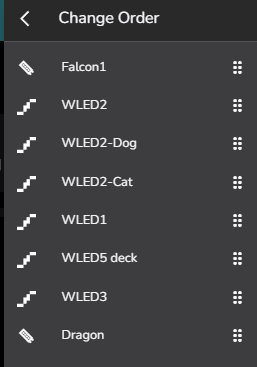 Change Order
Falcon1
WLED2
WLED2-Dog
WLED2-Cat
WLED1
WLED5 deck
WLED3
Dragon